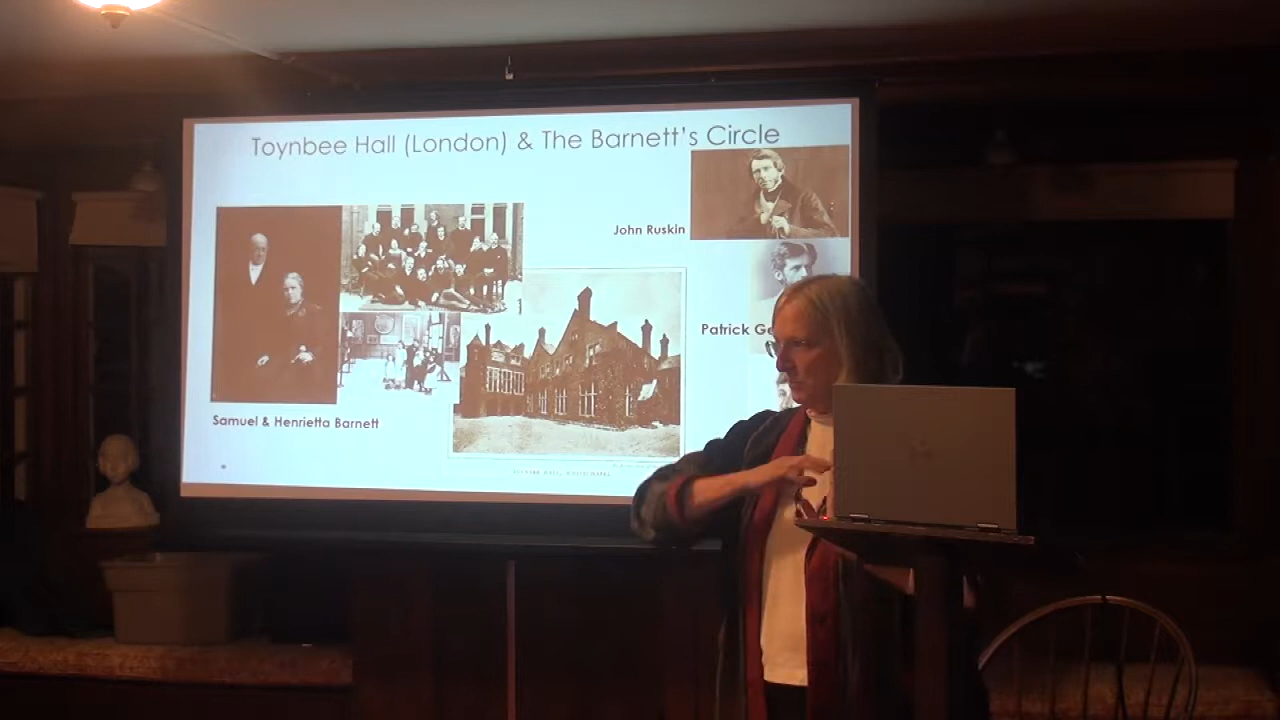 Toynbee Hall (London) & The Barnett's Circle
John Ruskin
Patrick Ge
Samuel & Henrietta Barnett